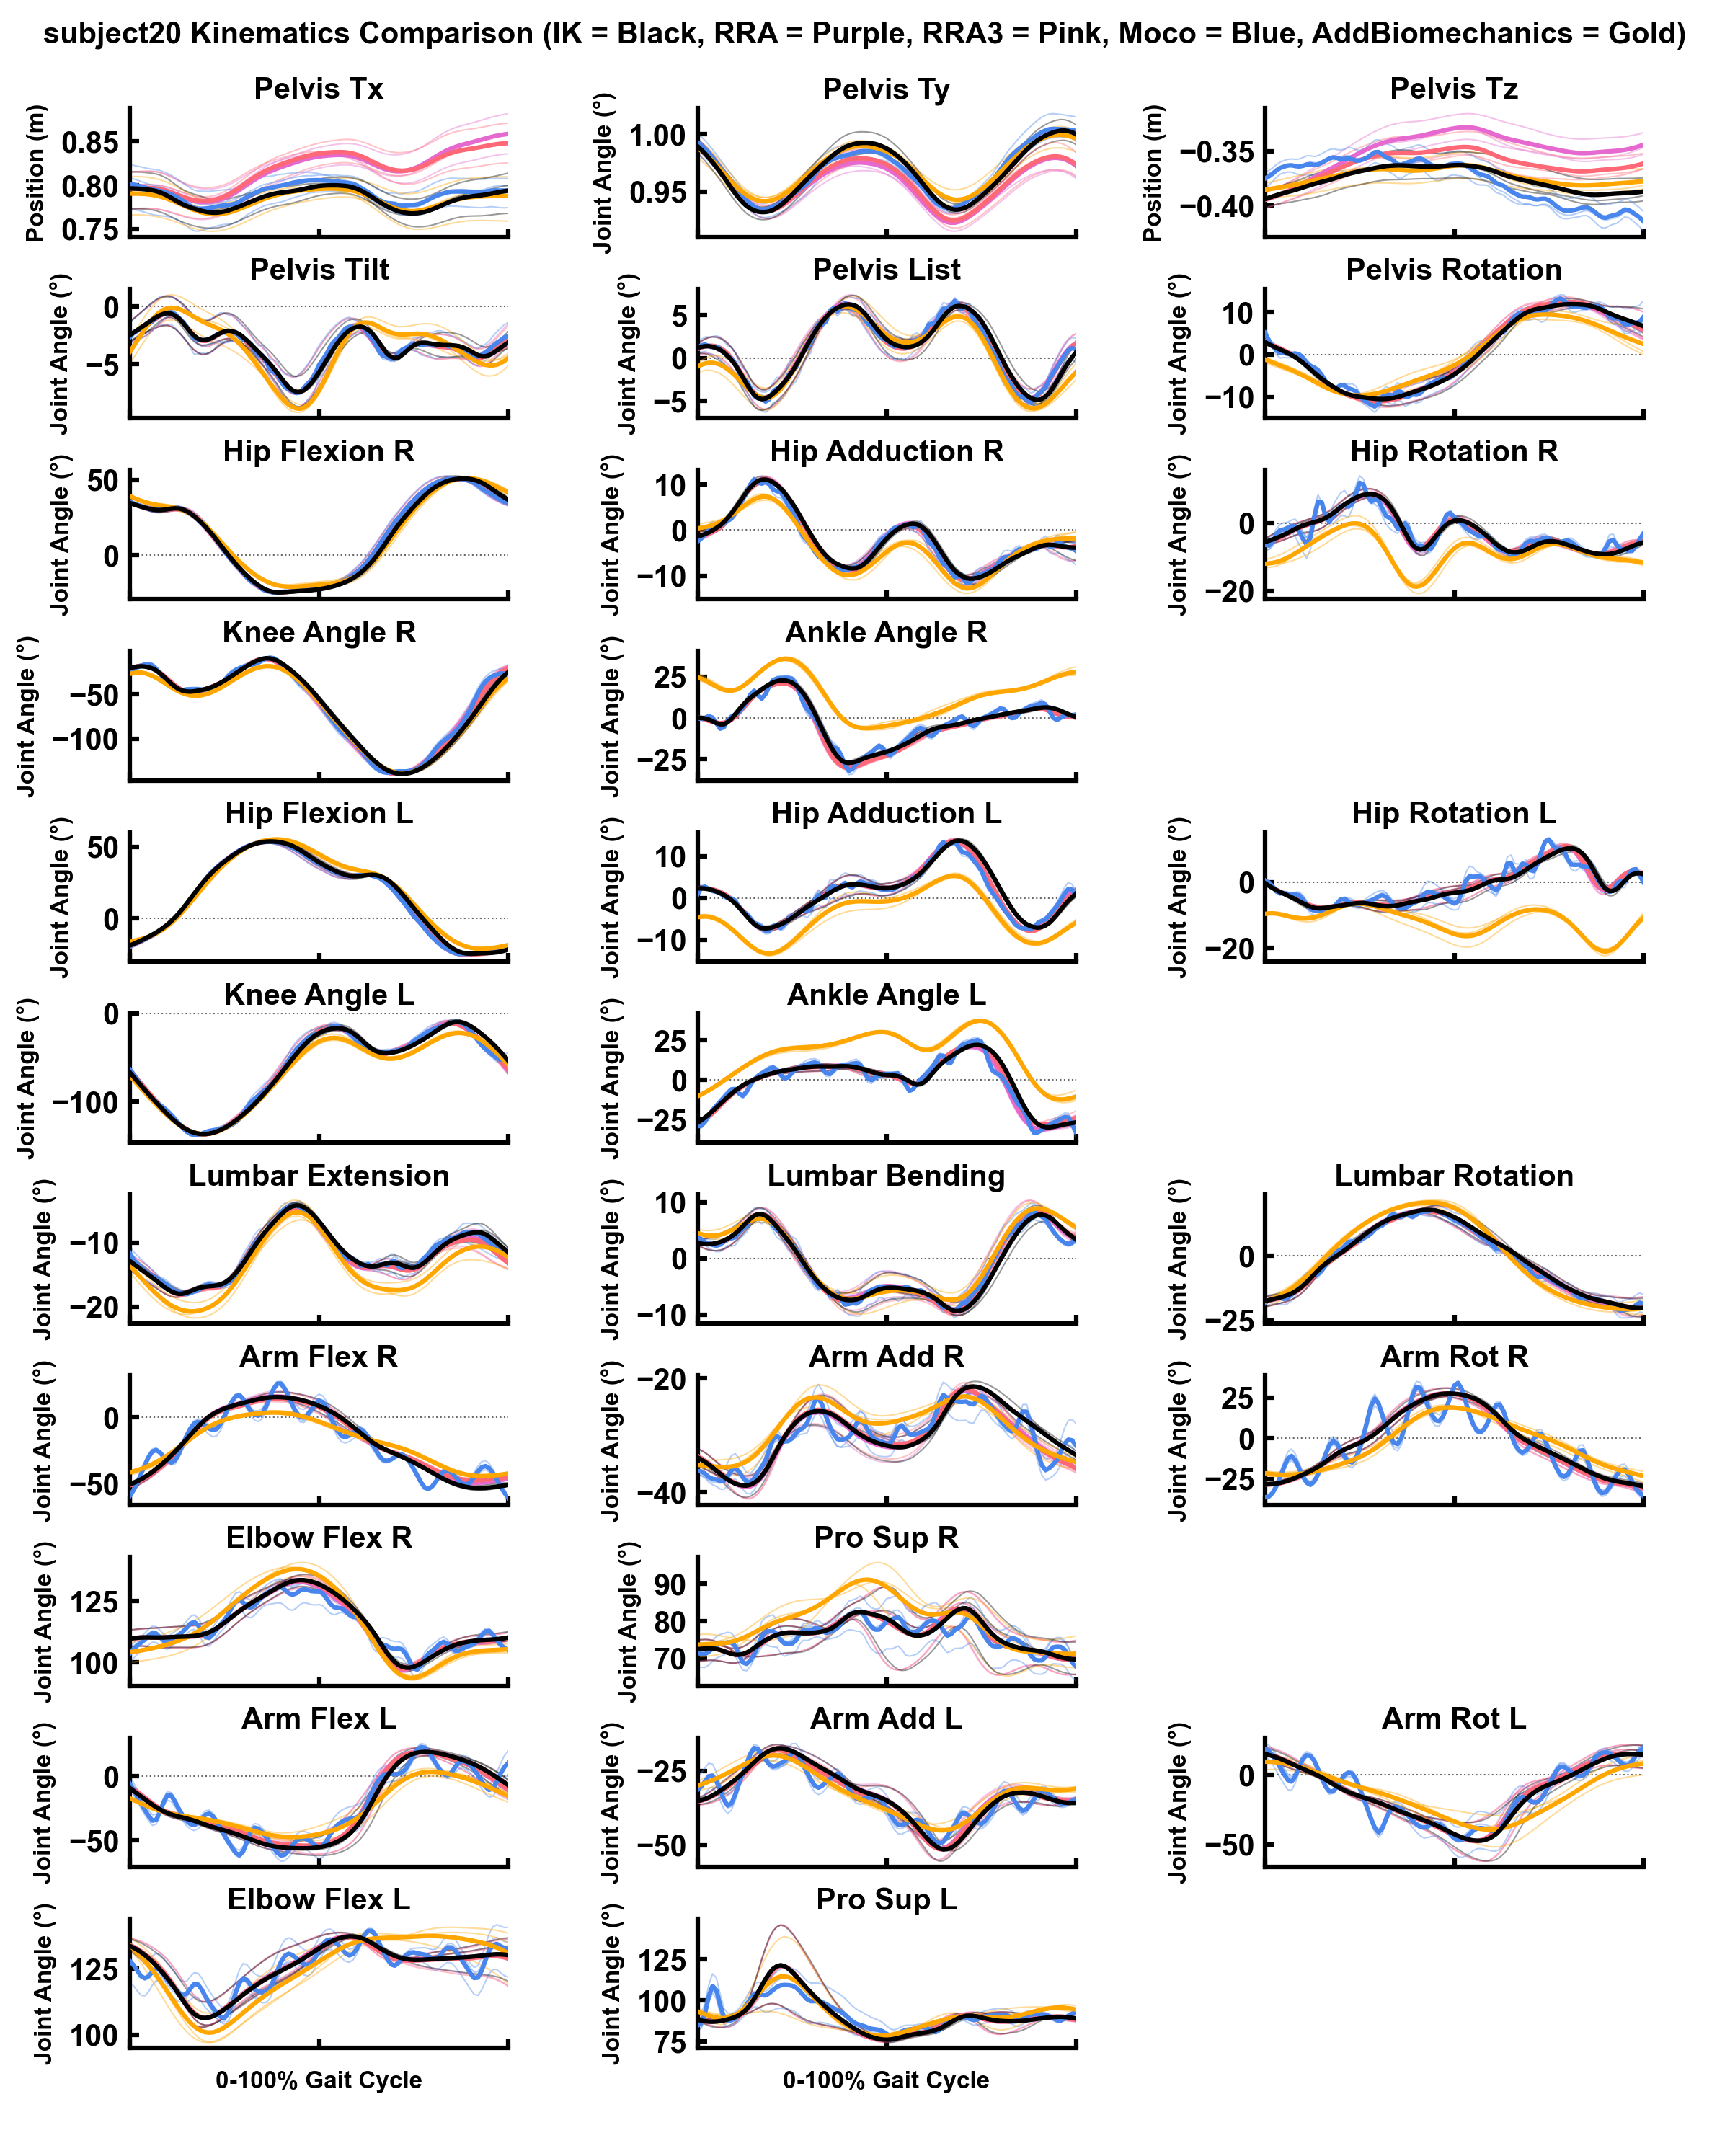 subject20 Kinematics Comparison (IK = Black, RRA = Purple, RRA3 = Pink, Moco = Blue, AddBiomechanics = Gold)
Pelvis Tx
Position (m)
0.85
0.80
0.75
Pelvis Ty
Joint Angle (°)
1.00
0.95
Pelvis Tz
Position (m)
−0.35
−0.40
Pelvis Tilt
Joint Angle (°)
0
−5
Pelvis List
Joint Angle (°)
5
0
−5
Pelvis Rotation
Joint Angle (°)
10
0
−10
Hip Flexion R
Joint Angle (°)
50
0
Hip Adduction R
Joint Angle (°)
10
0
−10
Hip Rotation R
Joint Angle (°)
0
−20
Knee Angle R
Joint Angle (°)
−50
−100
Ankle Angle R
Joint Angle (°)
25
0
−25
Hip Flexion L
Joint Angle (°)
50
0
Hip Adduction L
Joint Angle (°)
10
0
−10
Hip Rotation L
Joint Angle (°)
0
−20
Knee Angle L
Joint Angle (°)
0
−100
Ankle Angle L
Joint Angle (°)
25
0
−25
Lumbar Extension
Joint Angle (°)
−10
−20
Lumbar Bending
Joint Angle (°)
10
0
−10
Lumbar Rotation
Joint Angle (°)
0
−25
Arm Flex R
Joint Angle (°)
0
−50
Arm Add R
Joint Angle (°)
−20
−40
Arm Rot R
Joint Angle (°)
25
0
−25
Elbow Flex R
Joint Angle (°)
125
100
Pro Sup R
Joint Angle (°)
90
80
70
Arm Flex L
Joint Angle (°)
0
−50
Arm Add L
Joint Angle (°)
−25
−50
Arm Rot L
Joint Angle (°)
0
−50
Elbow Flex L
Joint Angle (°)
125
100
0-100% Gait Cycle
Pro Sup L
Joint Angle (°)
125
100
75
0-100% Gait Cycle